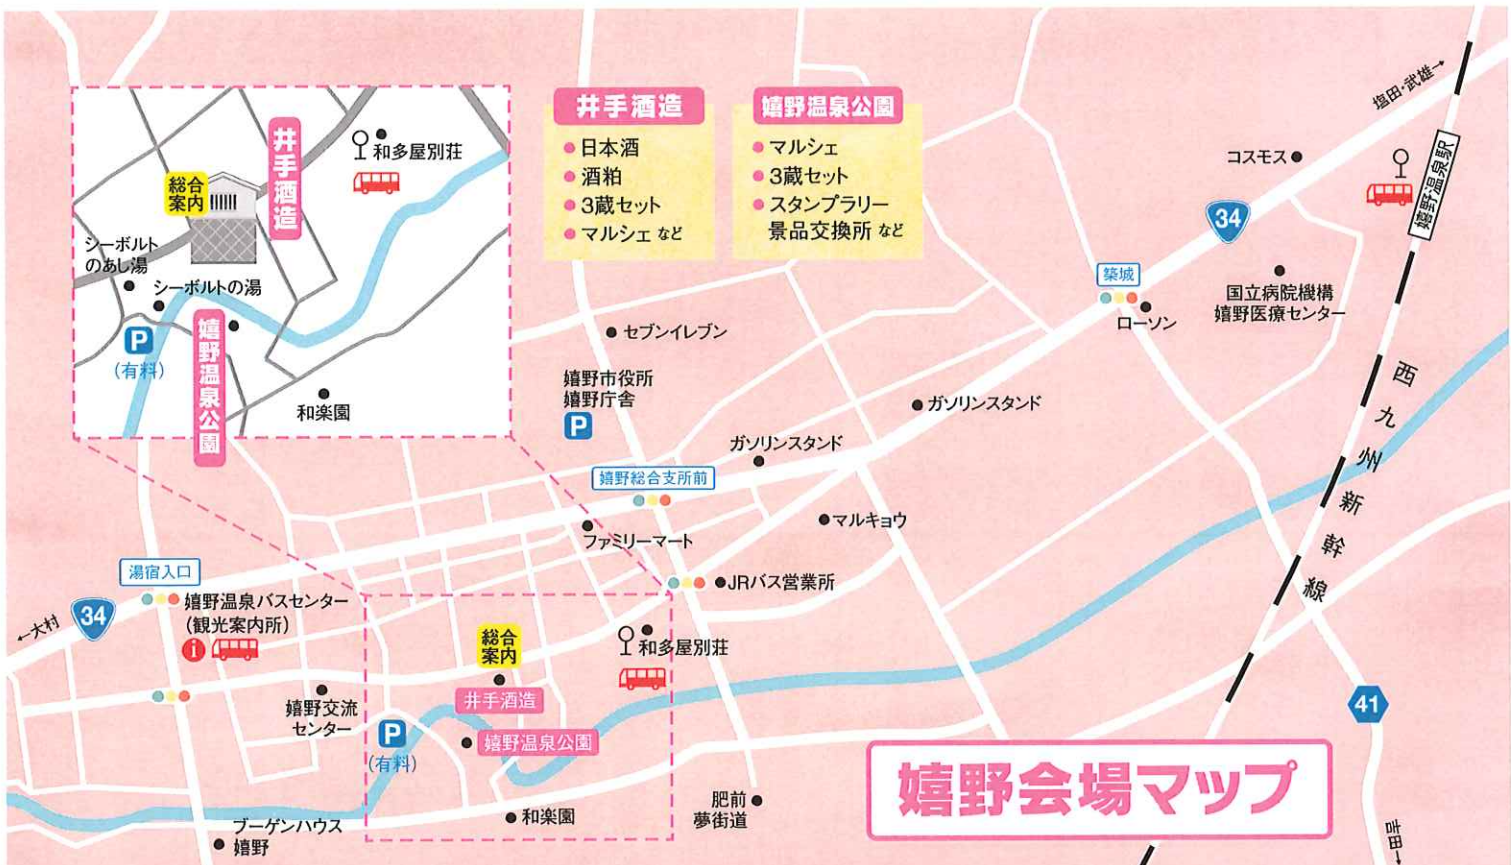 井手酒造
総合
案内
和多屋別荘
シーボルト
のあし湯
シーボルトの湯
P
(有料)
嬉野温泉公園
和楽園
井手酒造
日本酒
酒粕
3蔵セット
マルシェ など
嬉野温泉公園
マルシェ
3蔵セット
スタンプラリー
景品交換所 など
塩田・武雄→
コスモス
嬉野温泉駅
34
築城
ローソン
国立病院機構
嬉野医療センター
セブンイレブン
嬉野市役所
嬉野庁舎
P
ガソリンスタンド
ガソリンスタンド
西九州新幹線
嬉野総合支所前
マルキョウ
ファミリーマート
湯宿入口
JRバス営業所
←大村
34
嬉野温泉バスセンター
(観光案内所)
i
総合
案内
和多屋別荘
井手酒造
嬉野交流
センター
P
(有料)
嬉野温泉公園
41
嬉野会場マップ
和楽園
肥前
夢街道
ブーゲンハウス
嬉野
吉田→